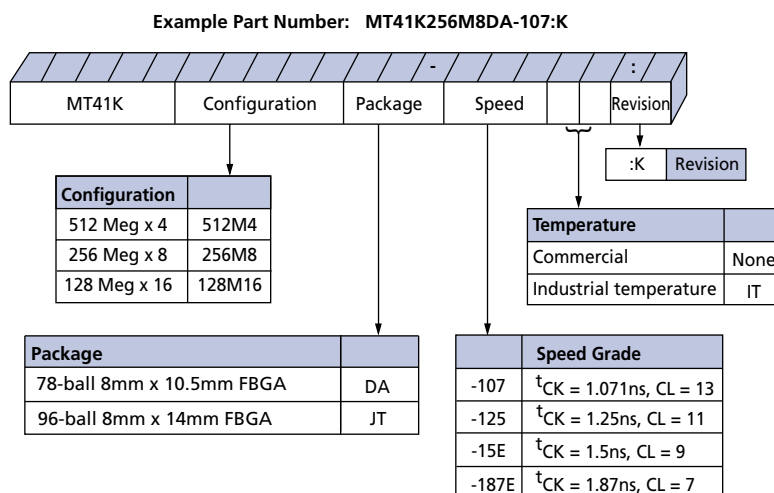 Example Part Number: MT41K256M8DA-107:K
- :
MT41K Configuration Package Speed Revision
:K Revision
Configuration
512 Meg x 4 512M4
256 Meg x 8 256M8
128 Meg x 16 128M16
Temperature
Commercial None
Industrial temperature IT
Package
78-ball 8mm x 10.5mm FBGA DA
96-ball 8mm x 14mm FBGA JT
Speed Grade
-107 tCK = 1.071ns, CL = 13
-125 tCK = 1.25ns, CL = 11
-15E tCK = 1.5ns, CL = 9
-187E tCK = 1.87ns, CL = 7